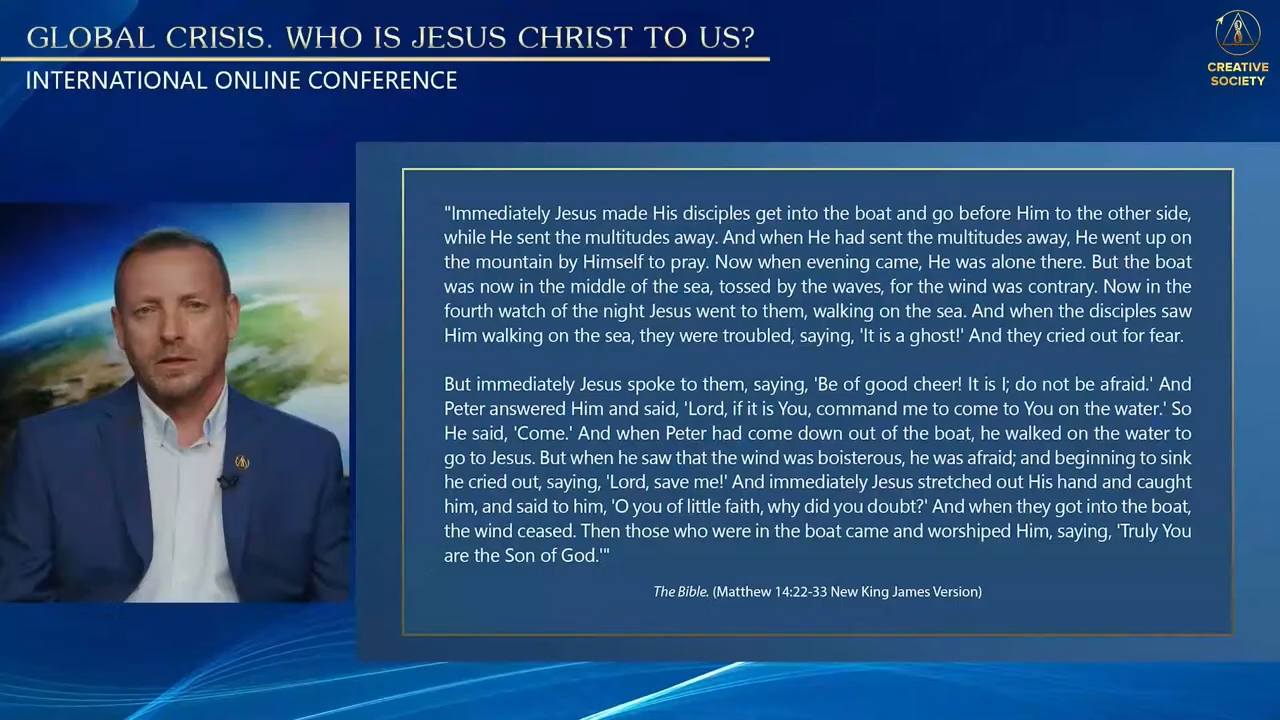 GLOBAL CRISIS. WHO IS JESUS CHRIST TO US?
INTERNATIONAL ONLINE CONFERENCE
CREATIVE
SOCIETY
"Immediately Jesus made His disciples get into the boat and go before Him to the other side,
while He sent the multitudes away. And when He had sent the multitudes away, He went up on
the mountain by Himself to pray. Now when evening came, He was alone there. But the boat
was now in the middle of the sea, tossed by the waves, for the wind was contrary. Now in the
fourth watch of the night Jesus went to them, walking on the sea. And when the disciples saw
Him walking on the sea, they were troubled, saying, 'It is a ghost!' And they cried out for fear.
But immediately Jesus spoke to them, saying, 'Be of good cheer! It is I; do not be afraid.' And
Peter answered Him and said, 'Lord, if it is You, command me to come to You on the water.' So
He said, 'Come.' And when Peter had come down out of the boat, he walked on the water to
go to Jesus. But when he saw that the wind was boisterous, he was afraid; and beginning to sink
he cried out, saying, 'Lord, save me!' And immediately Jesus stretched out His hand and caught
him, and said to him, 'O you of little faith, why did you doubt?' And when they got into the boat,
the wind ceased. Then those who were in the boat came and worshiped Him, saying, 'Truly You
are the Son of God.'"
The Bible. (Matthew 14:22-33 New King James Version)